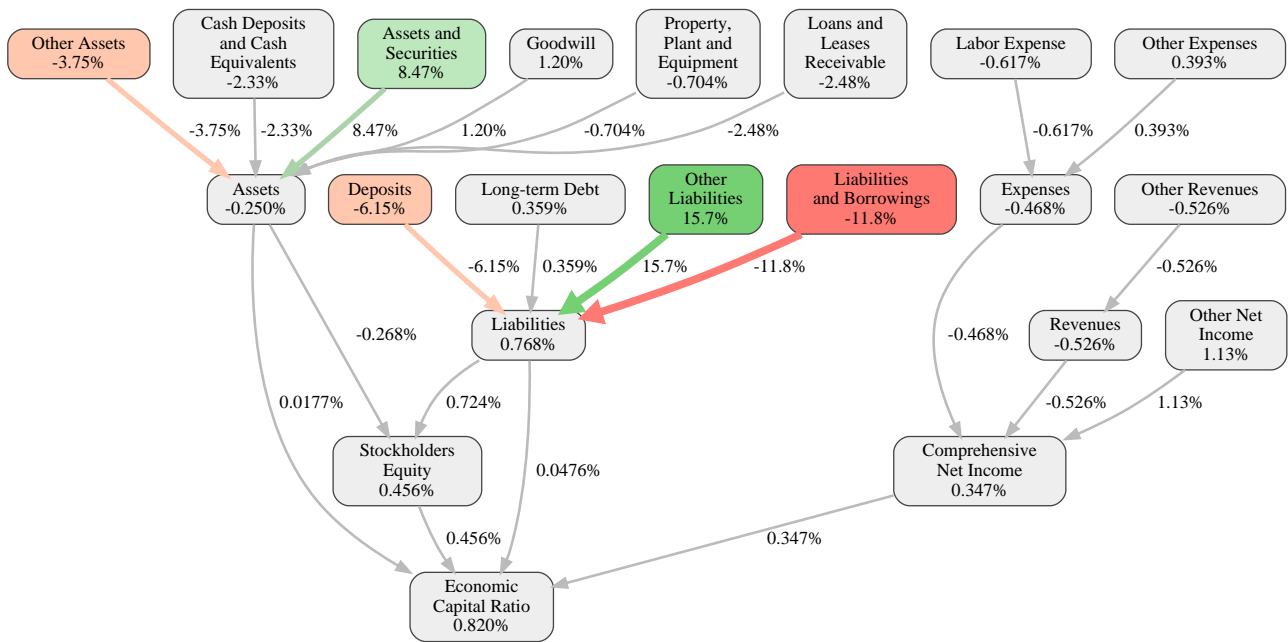 Other Assets
-3.75%
Cash Deposits
and Cash
Equivalents
-2.33%
Assets and
Securities
8.47%
Goodwill
1.20%
Property,
Plant and
Equipment
-0.704%
Loans and
Leases
Receivable
-2.48%
Labor Expense
-0.617%
Other Expenses
0.393%
-3.75%
-2.33%
8.47%
1.20%
-0.704%
-2.48%
-0.617%
0.393%
Assets
-0.250%
Deposits
-6.15%
Long-term Debt
0.359%
Other
Liabilities
15.7%
Liabilities
and Borrowings
-11.8%
Expenses
-0.468%
Other Revenues
-0.526%
-6.15%
0.359%
15.7%
-11.8%
-0.526%
-0.268%
Liabilities
0.768%
-0.468%
Revenues
-0.526%
Other Net
Income
1.13%
0.0177%
0.724%
-0.526%
1.13%
Stockholders
Equity
0.456%
0.0476%
Comprehensive
Net Income
0.347%
0.456%
0.347%
Economic
Capital Ratio
0.820%